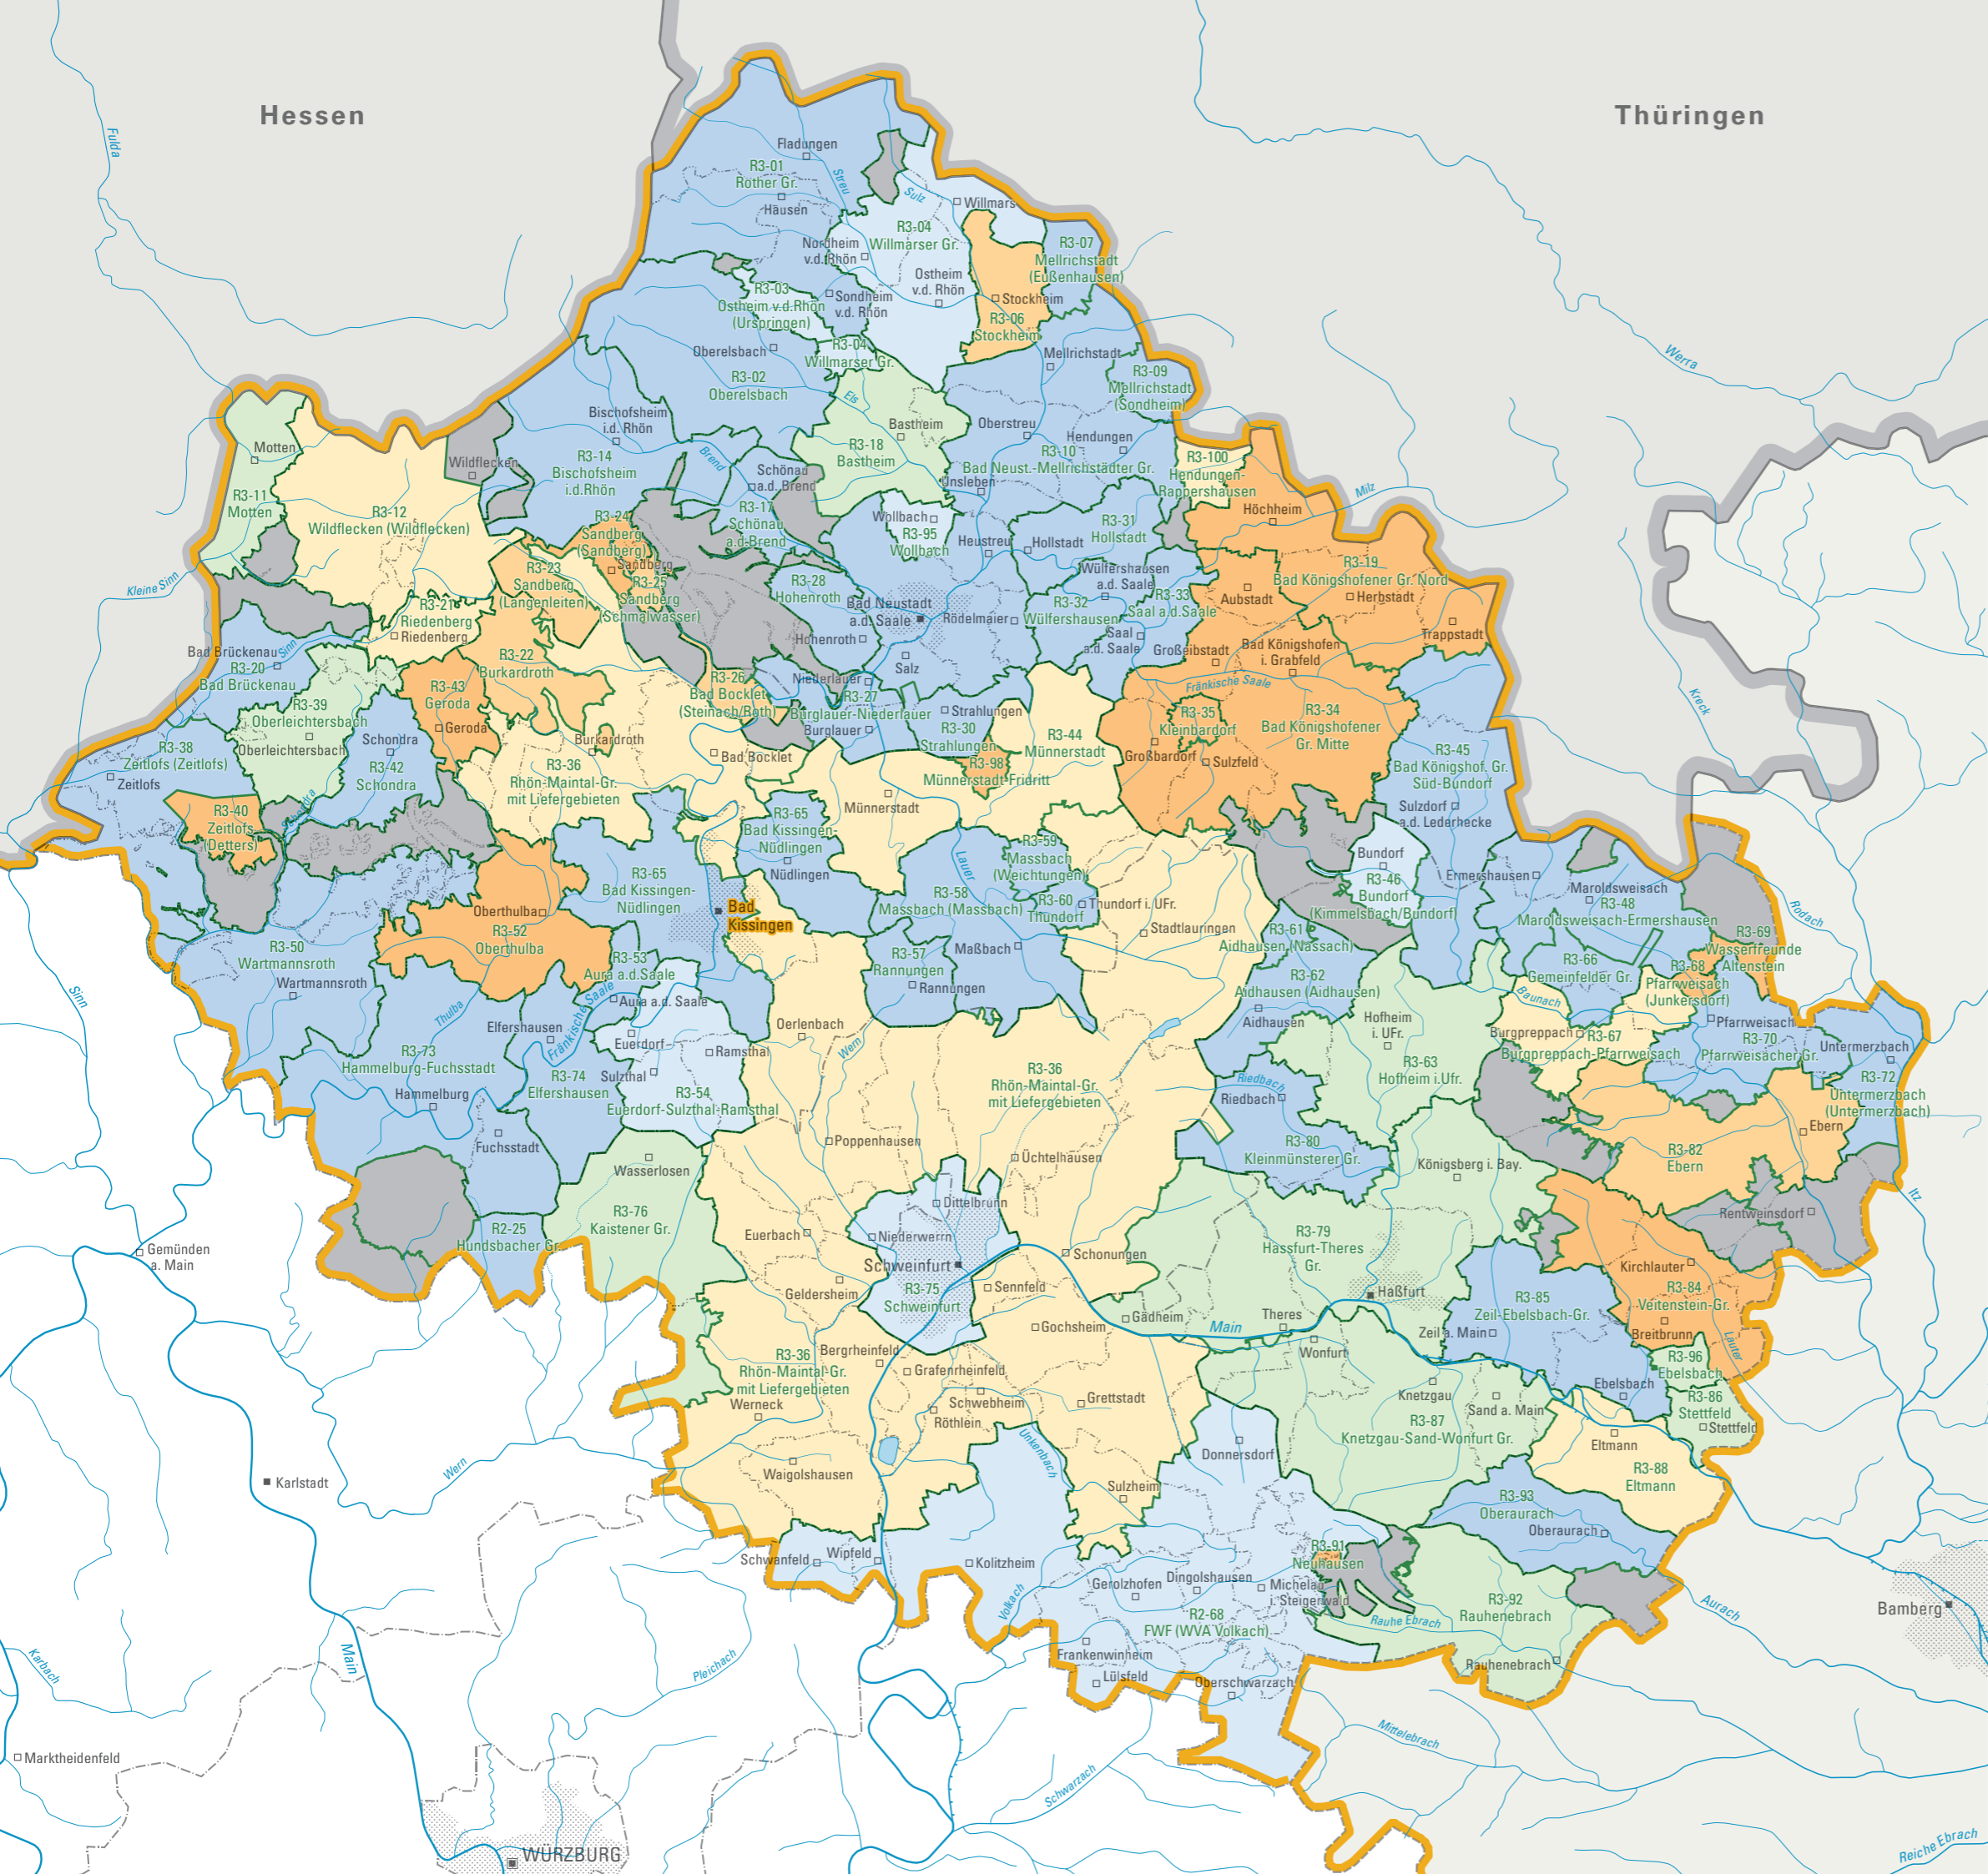 Hessen
Thüringen
Fulda
Fladungen
R3-01
Rother Gr.
Hausen
Streu
Sulz
Willmars
R3-04
Willmarser Gr.
Nordheim
v.d. Rhön
Ostheim
v.d. Rhön
R3-07
Mellrichstadt
(Eußenhausen)
R3-03
Ostheim v.d.Rhön
(Urspringen)
Sondheim
v.d. Rhön
Stockheim
R3-06
Stockheim
Oberelsbach
R3-04
Willmarser Gr.
Mellrichstadt
R3-02
Oberelsbach
R3-09
Mellrichstadt
(Sondheim)
Werra
Els
Bischofsheim
i.d. Rhön
Bastheim
Oberstreu
Hendungen
Motten
Wildflecken
R3-14
Bischofsheim
i.d.Rhön
Brend
Schönau
a.d. Brend
R3-18
Bastheim
R3-10
Bad Neust.-Mellrichstädter Gr.
Unsleben
R3-100
Hendungen-
Rappershausen
Milz
R3-11
Motten
R3-12
Wildflecken (Wildflecken)
R3-24
Sandberg
(Sandberg)
Sandberg
R3-17
Schönau
a.d.Brend
Wollbach
R3-95
Wollbach
Heustreu
Hollstadt
R3-31
Hollstadt
Höchheim
Kleine Sinn
R3-23
Sandberg
(Langenleiten)
R3-25
Sandberg
(Schmalwasser)
R3-28
Hohenroth
Wülfershausen
a.d. Saale
R3-19
Bad Königshofener Gr. Nord
Aubstadt
Herbstadt
R3-21
Riedenberg
Riedenberg
Bad Neustadt
a.d. Saale
Rödelmaier
R3-32
Wülfershausen
R3-33
Saal a.d.Saale
Trappstadt
Hohenroth
Saal
a.d. Saale
Bad Brückenau
Sinn
R3-20
Bad Brückenau
R3-22
Burkardroth
Salz
Großeibstadt
Bad Königshofen
i. Grabfeld
Fränkische Saale
Kreck
R3-43
Geroda
Geroda
R3-26
Bad Bocklet
(Steinach/Roth)
Niederlauer
R3-27
Burglauer-Niederlauer
Burglauer
Strahlungen
R3-30
Strahlungen
R3-39
Oberleichtersbach
Oberleichtersbach
R3-35
Kleinbardorf
R3-34
Bad Königshofener
Gr. Mitte
R3-38
Zeitlofs (Zeitlofs)
Zeitlofs
Schondra
R3-42
Schondra
Burkardroth
Bad Bocklet
R3-44
Münnerstadt
Großbardorf
Sulzfeld
R3-45
Bad Königshof. Gr.
Süd-Bundorf
R3-36
Rhön-Maintal-Gr.
mit Liefergebieten
R3-98
Münnerstadt-Fridritt
Münnerstadt
R3-40
Zeitlofs
(Detters)
Schondra
R3-65
Bad Kissingen-
Nüdlingen
Nüdlingen
Sulzdorf
a.d. Lederhecke
Lauer
R3-59
Massbach
(Weichtungen)
Bundorf
R3-46
Bundorf
(Kimmelsbach/Bundorf)
Ermershausen
Maroldsweisach
R3-48
Maroldsweisach-Ermershausen
R3-65
Bad Kissingen-
Nüdlingen
R3-58
Massbach (Massbach)
R3-60
Thundorf
Thundorf i. UFr.
Rodach
Oberthulba
R3-52
Oberthulba
Bad
Kissingen
Stadtlauringen
R3-61
Aidhausen (Nassach)
R3-69
Wasserfreunde
Altenstein
R3-50
Wartmannsroth
Wartmannsroth
R3-53
Aura a.d.Saale
Aura a.d. Saale
R3-57
Rannungen
Rannungen
Maßbach
R3-62
Aidhausen (Aidhausen)
Aidhausen
R3-66
Gemeinfelder Gr.
R3-68
Pfarrweisach
(Junkersdorf)
Sinn
Thulba
Baunach
Elfershausen
Fränkische Saale
Euerdorf
Ramsthal
Oerlenbach
Wern
Hofheim
i. UFr.
Burgpreppach
R3-67
Burgpreppach-Pfarrweisach
Pfarrweisach
R3-70
Pfarrweisacher Gr.
Untermerzbach
R3-73
Hammelburg-Fuchsstadt
Hammelburg
R3-74
Elfershausen
Sulzthal
R3-54
Euerdorf-Sulzthal-Ramsthal
R3-36
Rhön-Maintal-Gr.
mit Liefergebieten
Riedbach
Riedbach
R3-63
Hofheim i.Ufr.
R3-72
Untermerzbach
(Untermerzbach)
Fuchsstadt
Poppenhausen
Üchtelhausen
R3-80
Kleinmünsterer Gr.
Königsberg i. Bay.
R3-82
Ebern
Ebern
Wasserlosen
Itz
R3-76
Kaistener Gr.
Dittelbrunn
Rentweinsdorf
R2-25
Hundsbacher Gr.
Euerbach
Niederwerrn
Schweinfurt
Schonungen
R3-79
Hassfurt-Theres
Gr.
Gemünden
a. Main
Geldersheim
R3-75
Schweinfurt
Sennfeld
Kirchlauter
R3-84
Veitenstein-Gr.
Breitbrunn
Gochsheim
Gädheim
Main
Theres
Haßfurt
R3-85
Zeil-Ebelsbach-Gr.
Zeil a. Main
Wonfurt
Lauter
R3-36
Rhön-Maintal-Gr.
mit Liefergebieten
Werneck
Bergrheinfeld
Grafenrheinfeld
Schwebheim
Röthlein
Grettstadt
Knetzgau
Sand a. Main
R3-87
Knetzgau-Sand-Wonfurt Gr.
Ebelsbach
R3-96
Ebelsbach
R3-86
Stettfeld
Stettfeld
Unkenbach
Donnersdorf
Eltmann
Wern
Waigolshausen
Karlstadt
Sulzheim
R3-88
Eltmann
R3-93
Oberaurach
Oberaurach
Schwanfeld
Wipfeld
Kolitzheim
R3-91
Neuhausen
Gerolzhofen
Dingolshausen
Michelau
i. Steigerwald
Volkach
R2-68
FWF (WVA Volkach)
Rauhe Ebrach
R3-92
Rauhenebrach
Aurach
Bamberg
Karbach
Main
Pleichach
Frankenwinheim
Lülsfeld
Oberschwarzach
Rauhenebrach
Mittelebrach
Marktheidenfeld
Schwarzach
WÜRZBURG
Reiche Ebrach